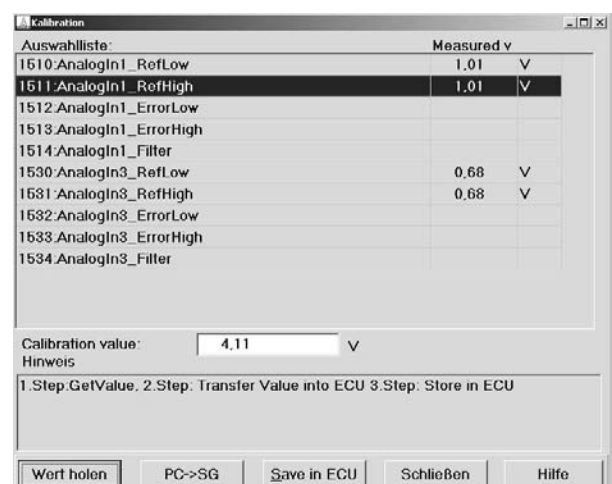 Kalibration
Auswahlliste: Measured v
1510:AnalogIn1_RefLow 1,01 V
1511:AnalogIn1_RefHigh 1,01 V
1512:AnalogIn1_ErrorLow
1513:AnalogIn1_ErrorHigh
1514:AnalogIn1_Filter
1530:AnalogIn3_RefLow 0,68 V
1531:AnalogIn3_RefHigh 0,68 V
1532:AnalogIn3_ErrorLow
1533:AnalogIn3_ErrorHigh
1534:AnalogIn3_Filter
Calibration value: 4,11 V
Hinweis
1.Step:GetValue, 2.Step: Transfer Value into ECU 3.Step: Store in ECU
Wert holen PC->SG Save in ECU Schließen Hilfe